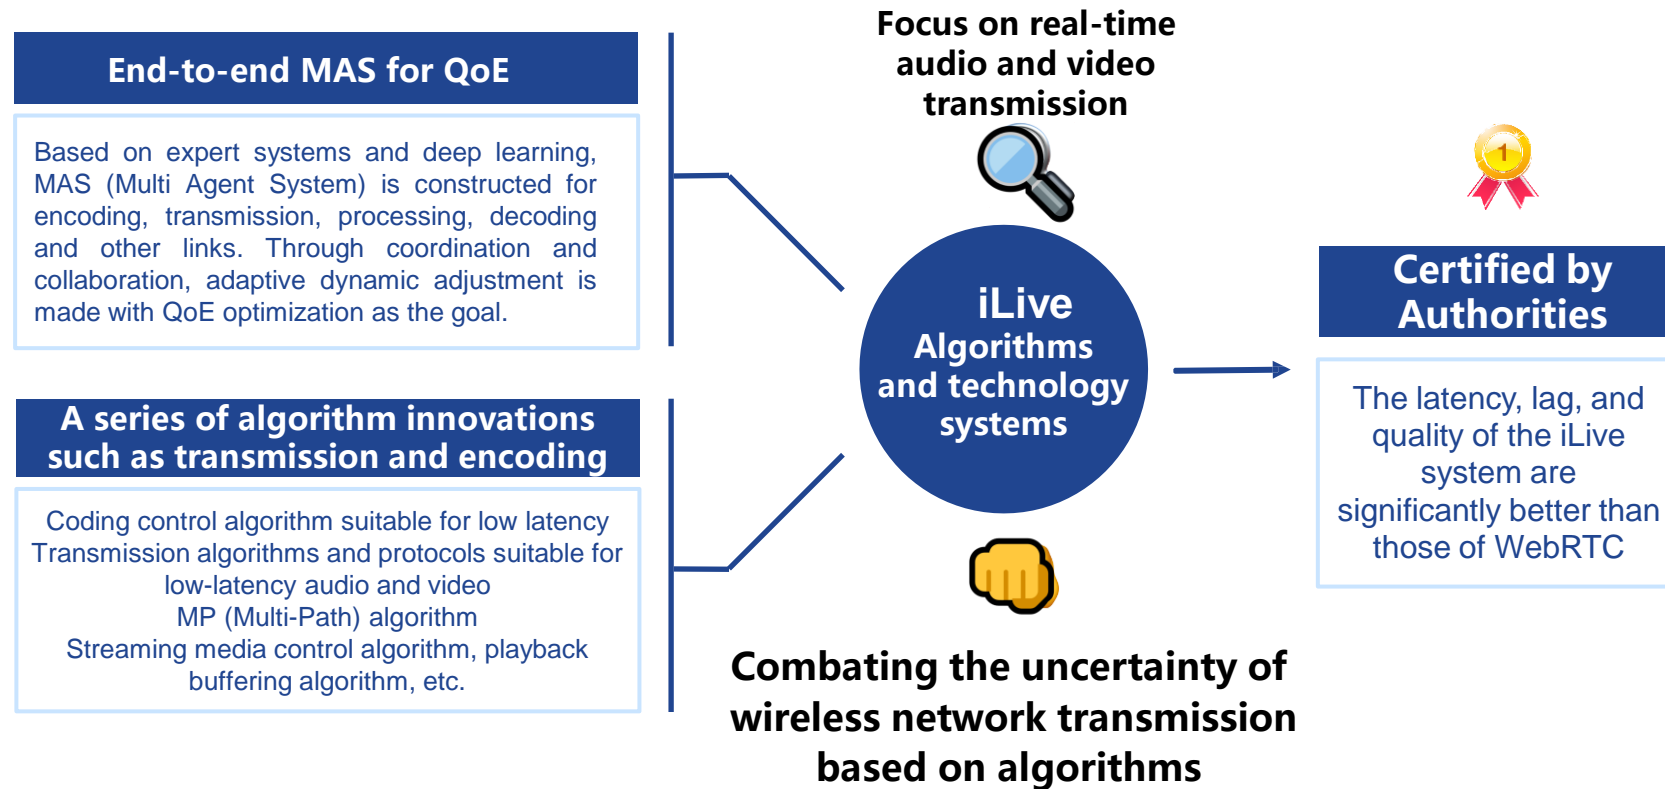 End-to-end MAS for QoE
Based on expert systems and deep learning,
MAS (Multi Agent System) is constructed for
encoding, transmission, processing, decoding
and other links. Through coordination and
collaboration, adaptive dynamic adjustment is
made with QoE optimization as the goal.
A series of algorithm innovations
such as transmission and encoding
Coding control algorithm suitable for low latency
Transmission algorithms and protocols suitable for
low-latency audio and video
MP (Multi-Path) algorithm
Streaming media control algorithm, playback
buffering algorithm, etc.
Focus on real-time
audio and video
transmission
iLive
Algorithms
and technology
systems
Combating the uncertainty of
wireless network transmission
based on algorithms
1
Certified by
Authorities
The latency, lag, and
quality of the iLive
system are
significantly better than
those of WebRTC